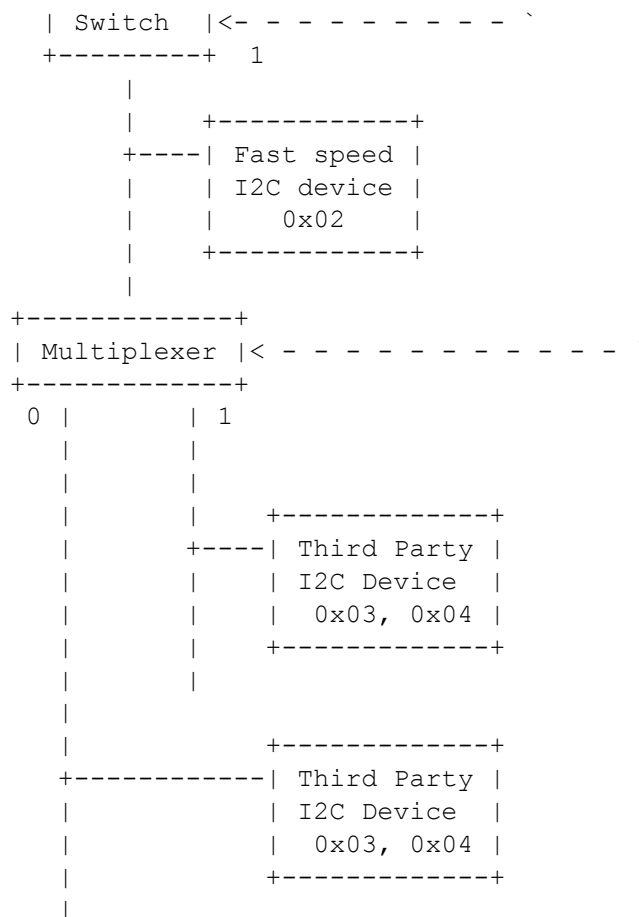 | Switch  |<- - - - - - - - - `
  +---------+  1
       |
       |    +------------+
       +----| Fast speed |
       |    | I2C device |
       |    |    0x02    |
       |    +------------+
       |
+-------------+
| Multiplexer |< - - - - - - - - - - -
+-------------+
 0 |       | 1
   |       |
   |       |
   |       |    +-------------+
   |       +----| Third Party |
   |       |    | I2C Device  |
   |       |    |  0x03, 0x04 |
   |       |    +-------------+
   |       |
   |
   |            +-------------+
   +------------| Third Party |
   |            | I2C Device  |
   |            |  0x03, 0x04 |
   |            +-------------+
   |